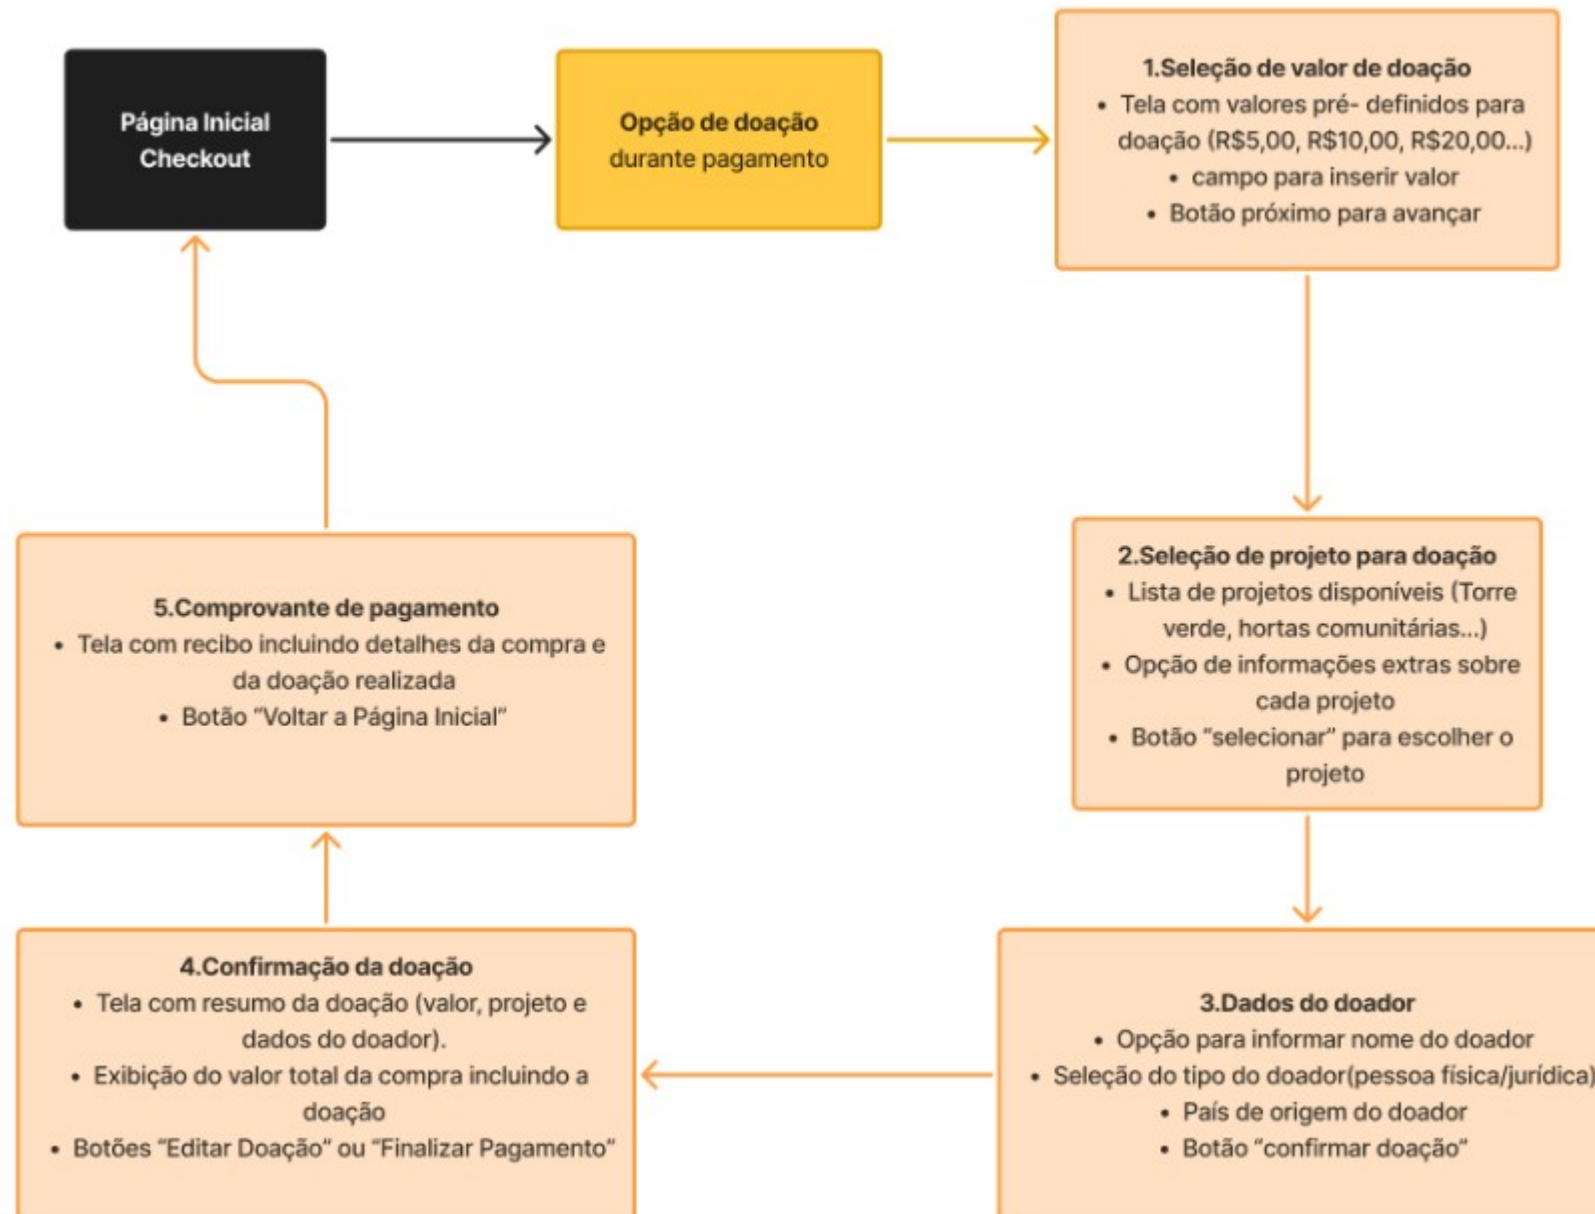 Página Inicial
Checkout
Opção de doação
durante pagamento
1.Seleção de valor de doação
• Tela com valores pré- definidos para
doação (R$5,00, R$10,00, R$20,00...)
• campo para inserir valor
• Botão próximo para avançar
2.Seleção de projeto para doação
• Lista de projetos disponíveis (Torre
verde, hortas comunitárias...)
• Opção de informações extras sobre
cada projeto
• Botão “selecionar” para escolher o
projeto
3.Dados do doador
• Opção para informar nome do doador
• Seleção do tipo do doador(pessoa física/jurídica)
• País de origem do doador
• Botão “confirmar doação”
4.Confirmação da doação
• Tela com resumo da doação (valor, projeto e
dados do doador).
• Exibição do valor total da compra incluindo a
doação
• Botões “Editar Doação” ou “Finalizar Pagamento”
5.Comprovante de pagamento
• Tela com recibo incluindo detalhes da compra e
da doação realizada
• Botão “Voltar a Página Inicial”